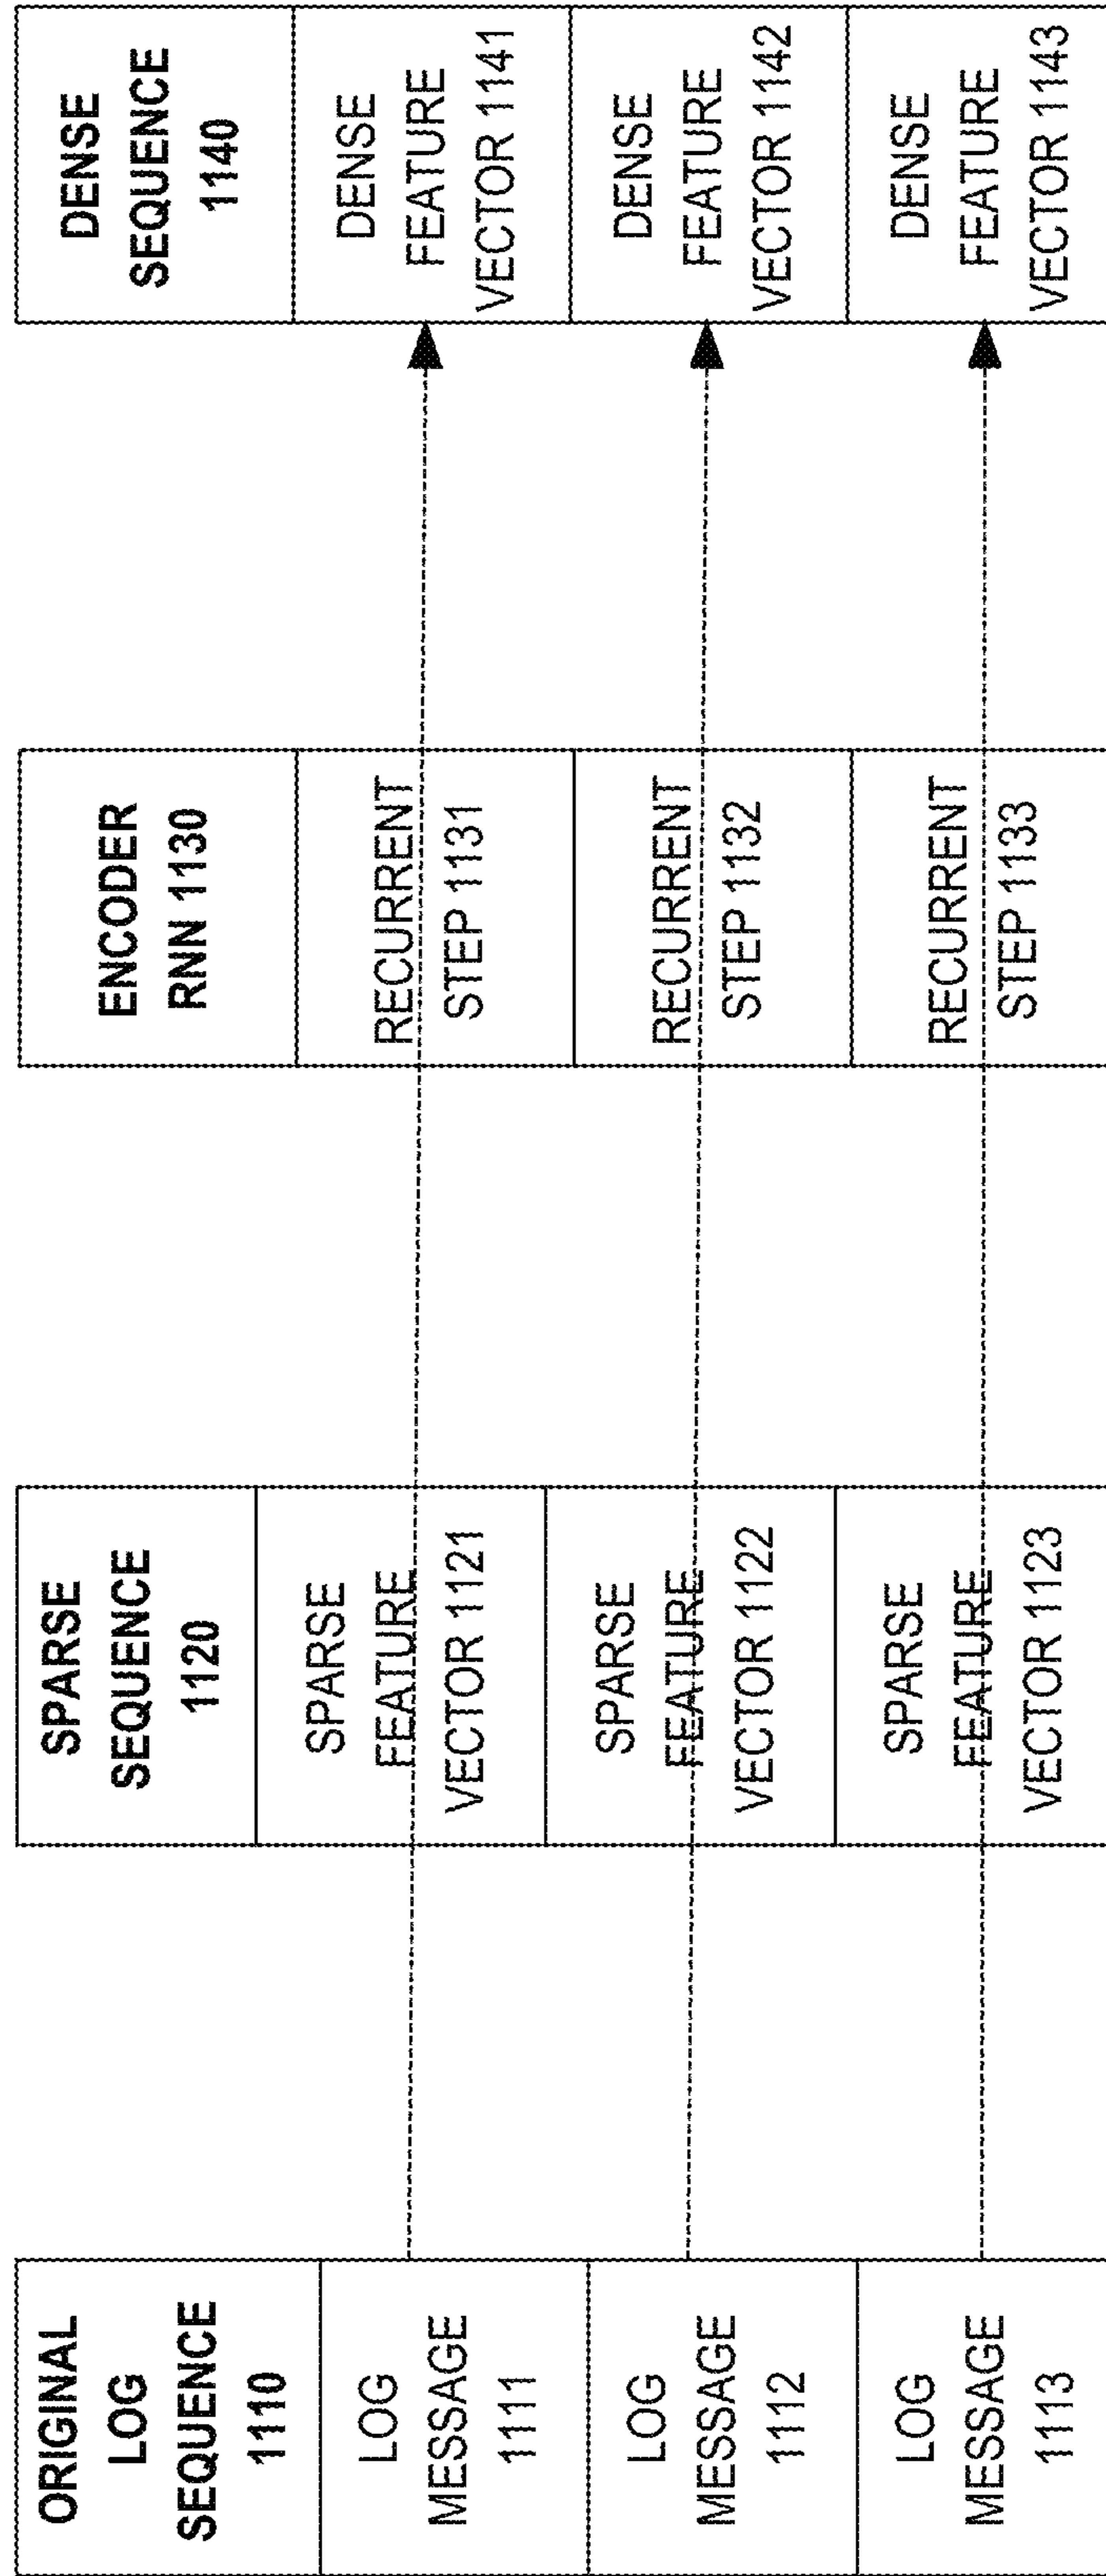 ORIGINAL
LOG
SEQUENCE
1110
LOG
MESSAGE
1111
LOG
MESSAGE
1112
LOG
MESSAGE
1113
SPARSE
SEQUENCE
1120
SPARSE
FEATURE
VECTOR 1121
SPARSE
FEATURE
VECTOR 1122
SPARSE
FEATURE
VECTOR 1123
ENCODER
RNN 1130
RECURRENT
STEP 1131
RECURRENT
STEP 1132
RECURRENT
STEP 1133
DENSE
SEQUENCE
1140
DENSE
FEATURE
VECTOR 1141
DENSE
FEATURE
VECTOR 1142
DENSE
FEATURE
VECTOR 1143